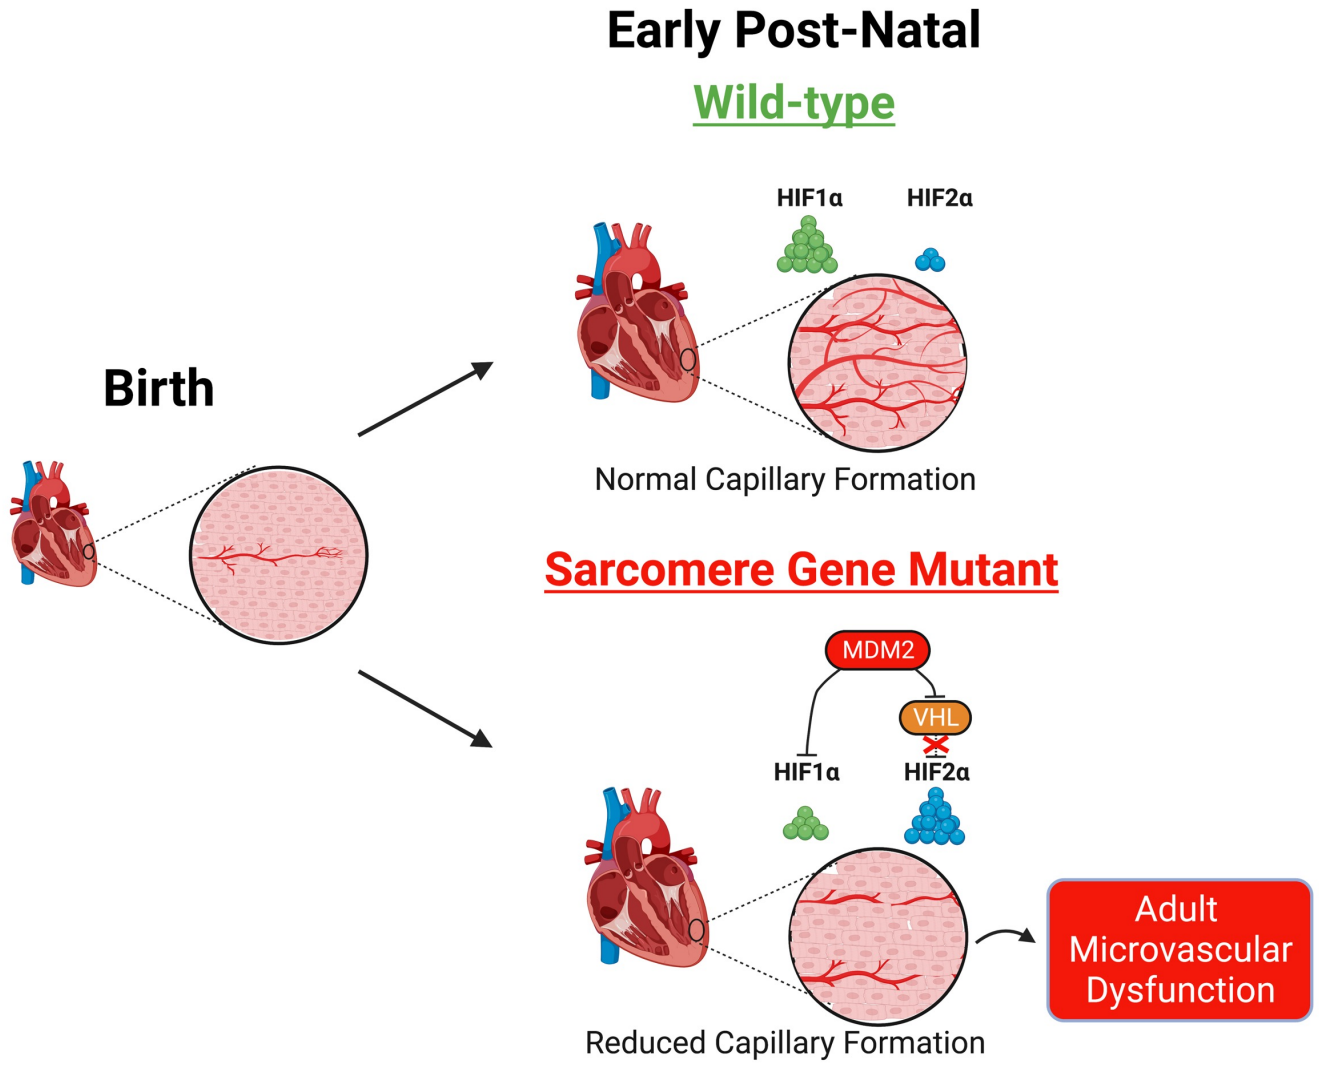 Early Post-Natal
Wild-type
HIF1α
HIF2α
Birth
Normal Capillary Formation
Sarcomere Gene Mutant
MDM2
VHL
HIF1α
HIF2α
Adult
Microvascular
Dysfunction
Reduced Capillary Formation